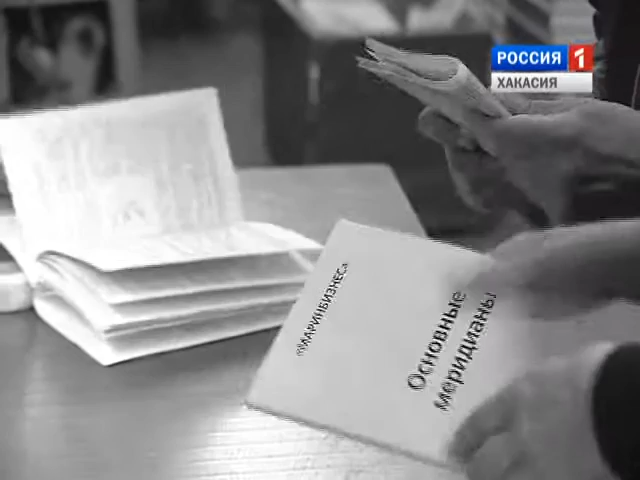 РОССИЯ 1
ХАКАСИЯ
«МАРИНБИЗНЕС»
Основные
меридианы